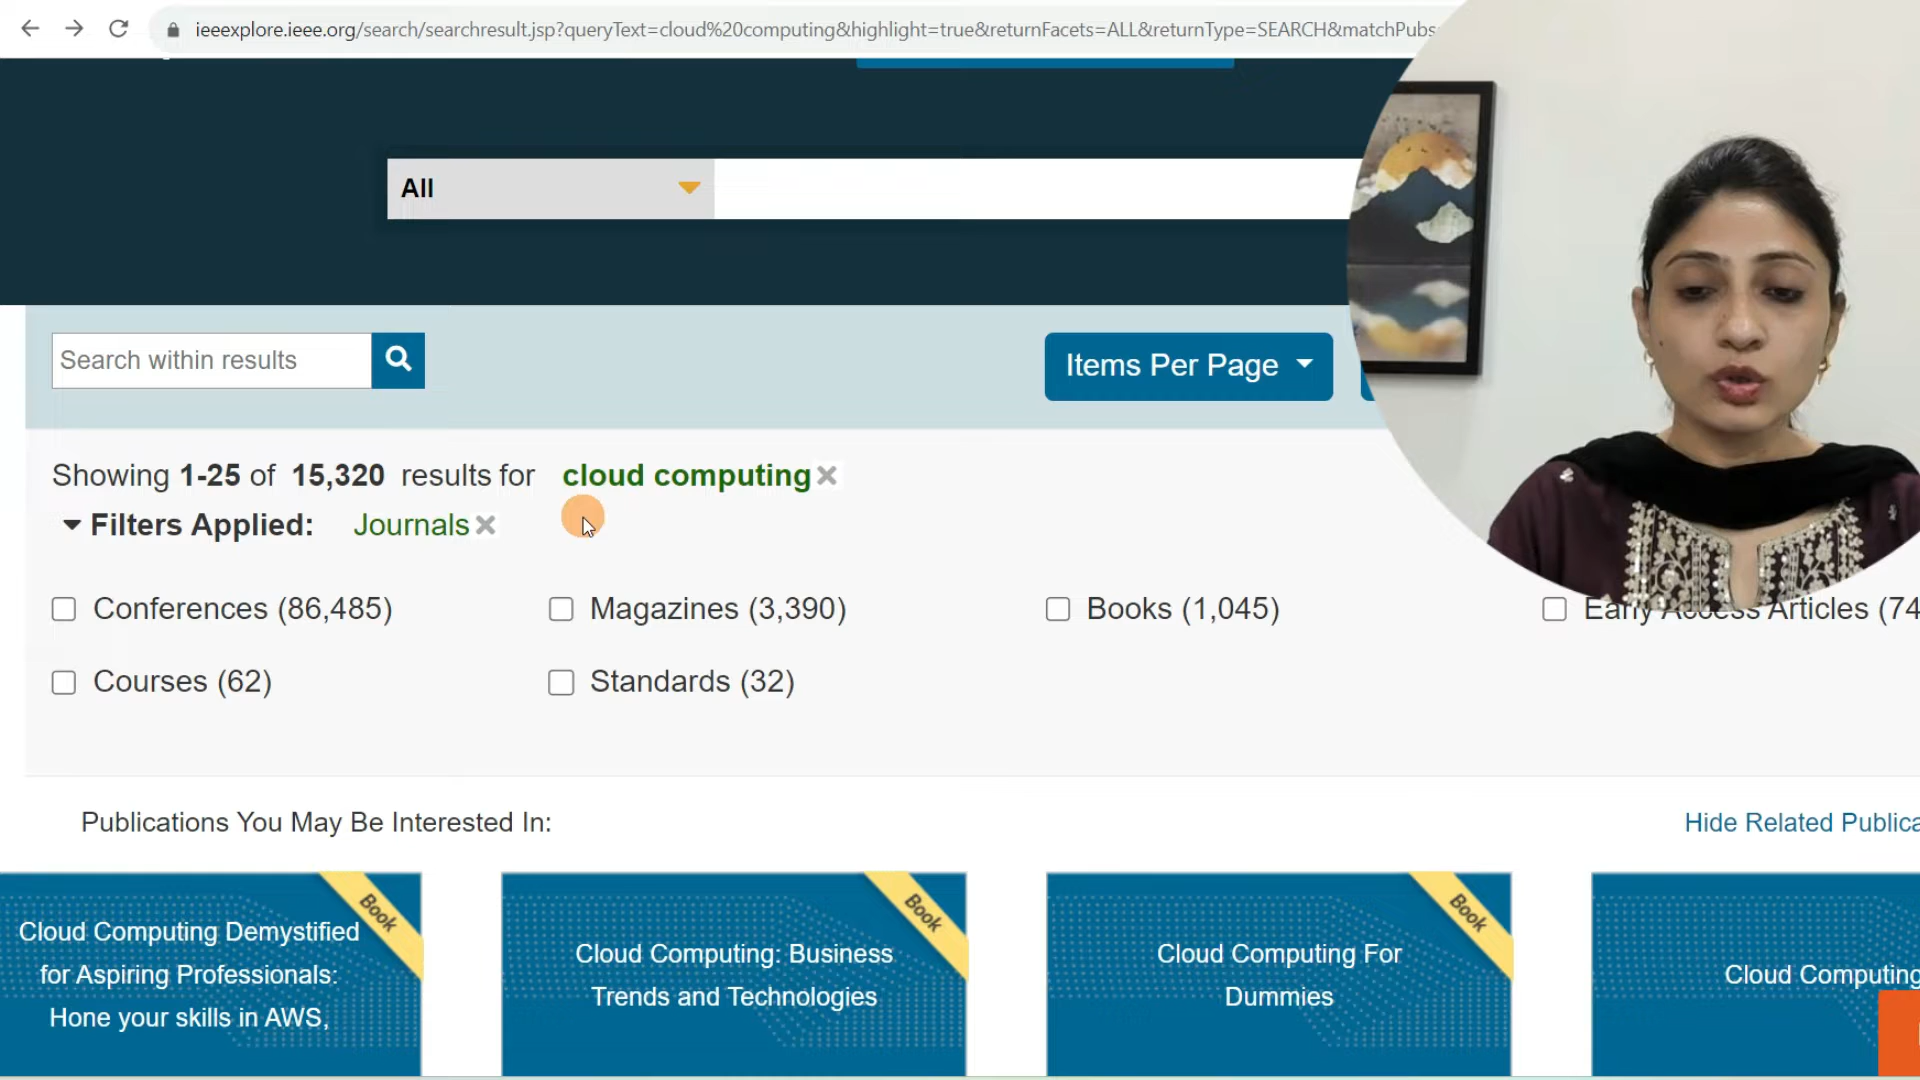 ieeexplore.ieee.org/search/searchresult.jsp?queryText=cloud%20computing&highlight=true&returnFacets=ALL&returnType=SEARCH&matchPubs
All
Search within results
Items Per Page
Showing 1-25 of 15,320 results for cloud computing
Filters Applied: Journals
Conferences (86,485) Magazines (3,390) Books (1,045) Early Access Articles (74
Courses (62) Standards (32)
Publications You May Be Interested In: Hide Related Publica
Book
Cloud Computing Demystified
for Aspiring Professionals:
Hone your skills in AWS,
Book
Cloud Computing: Business
Trends and Technologies
Book
Cloud Computing For
Dummies
Cloud Computing